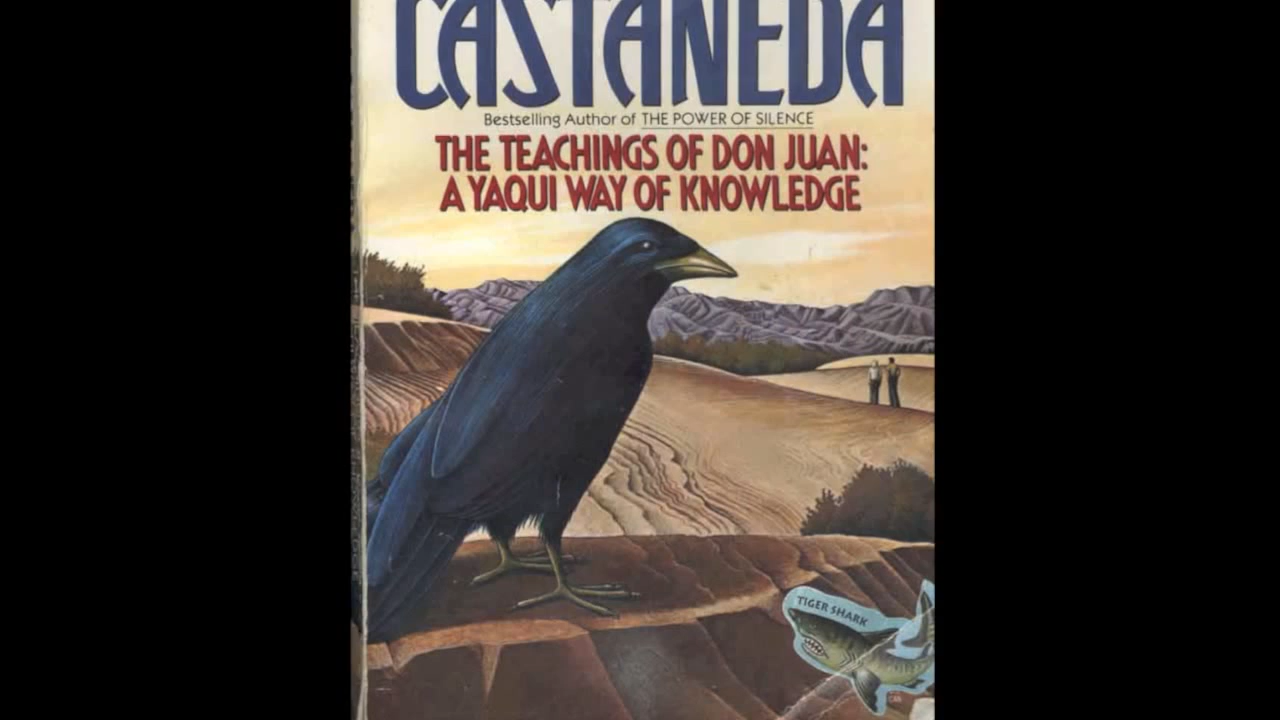 CASTANEDA
Bestselling Author of THE POWER OF SILENCE
THE TEACHINGS OF DON JUAN:
A YAQUI WAY OF KNOWLEDGE
TIGER SHARK